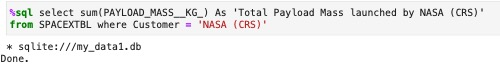 %sql select sum(PAYLOAD_MASS__KG_) As 'Total Payload Mass launched by NASA (CRS)'
from SPACEXTBL where Customer = 'NASA (CRS)'
* sqlite:///my_data1.db
Done.